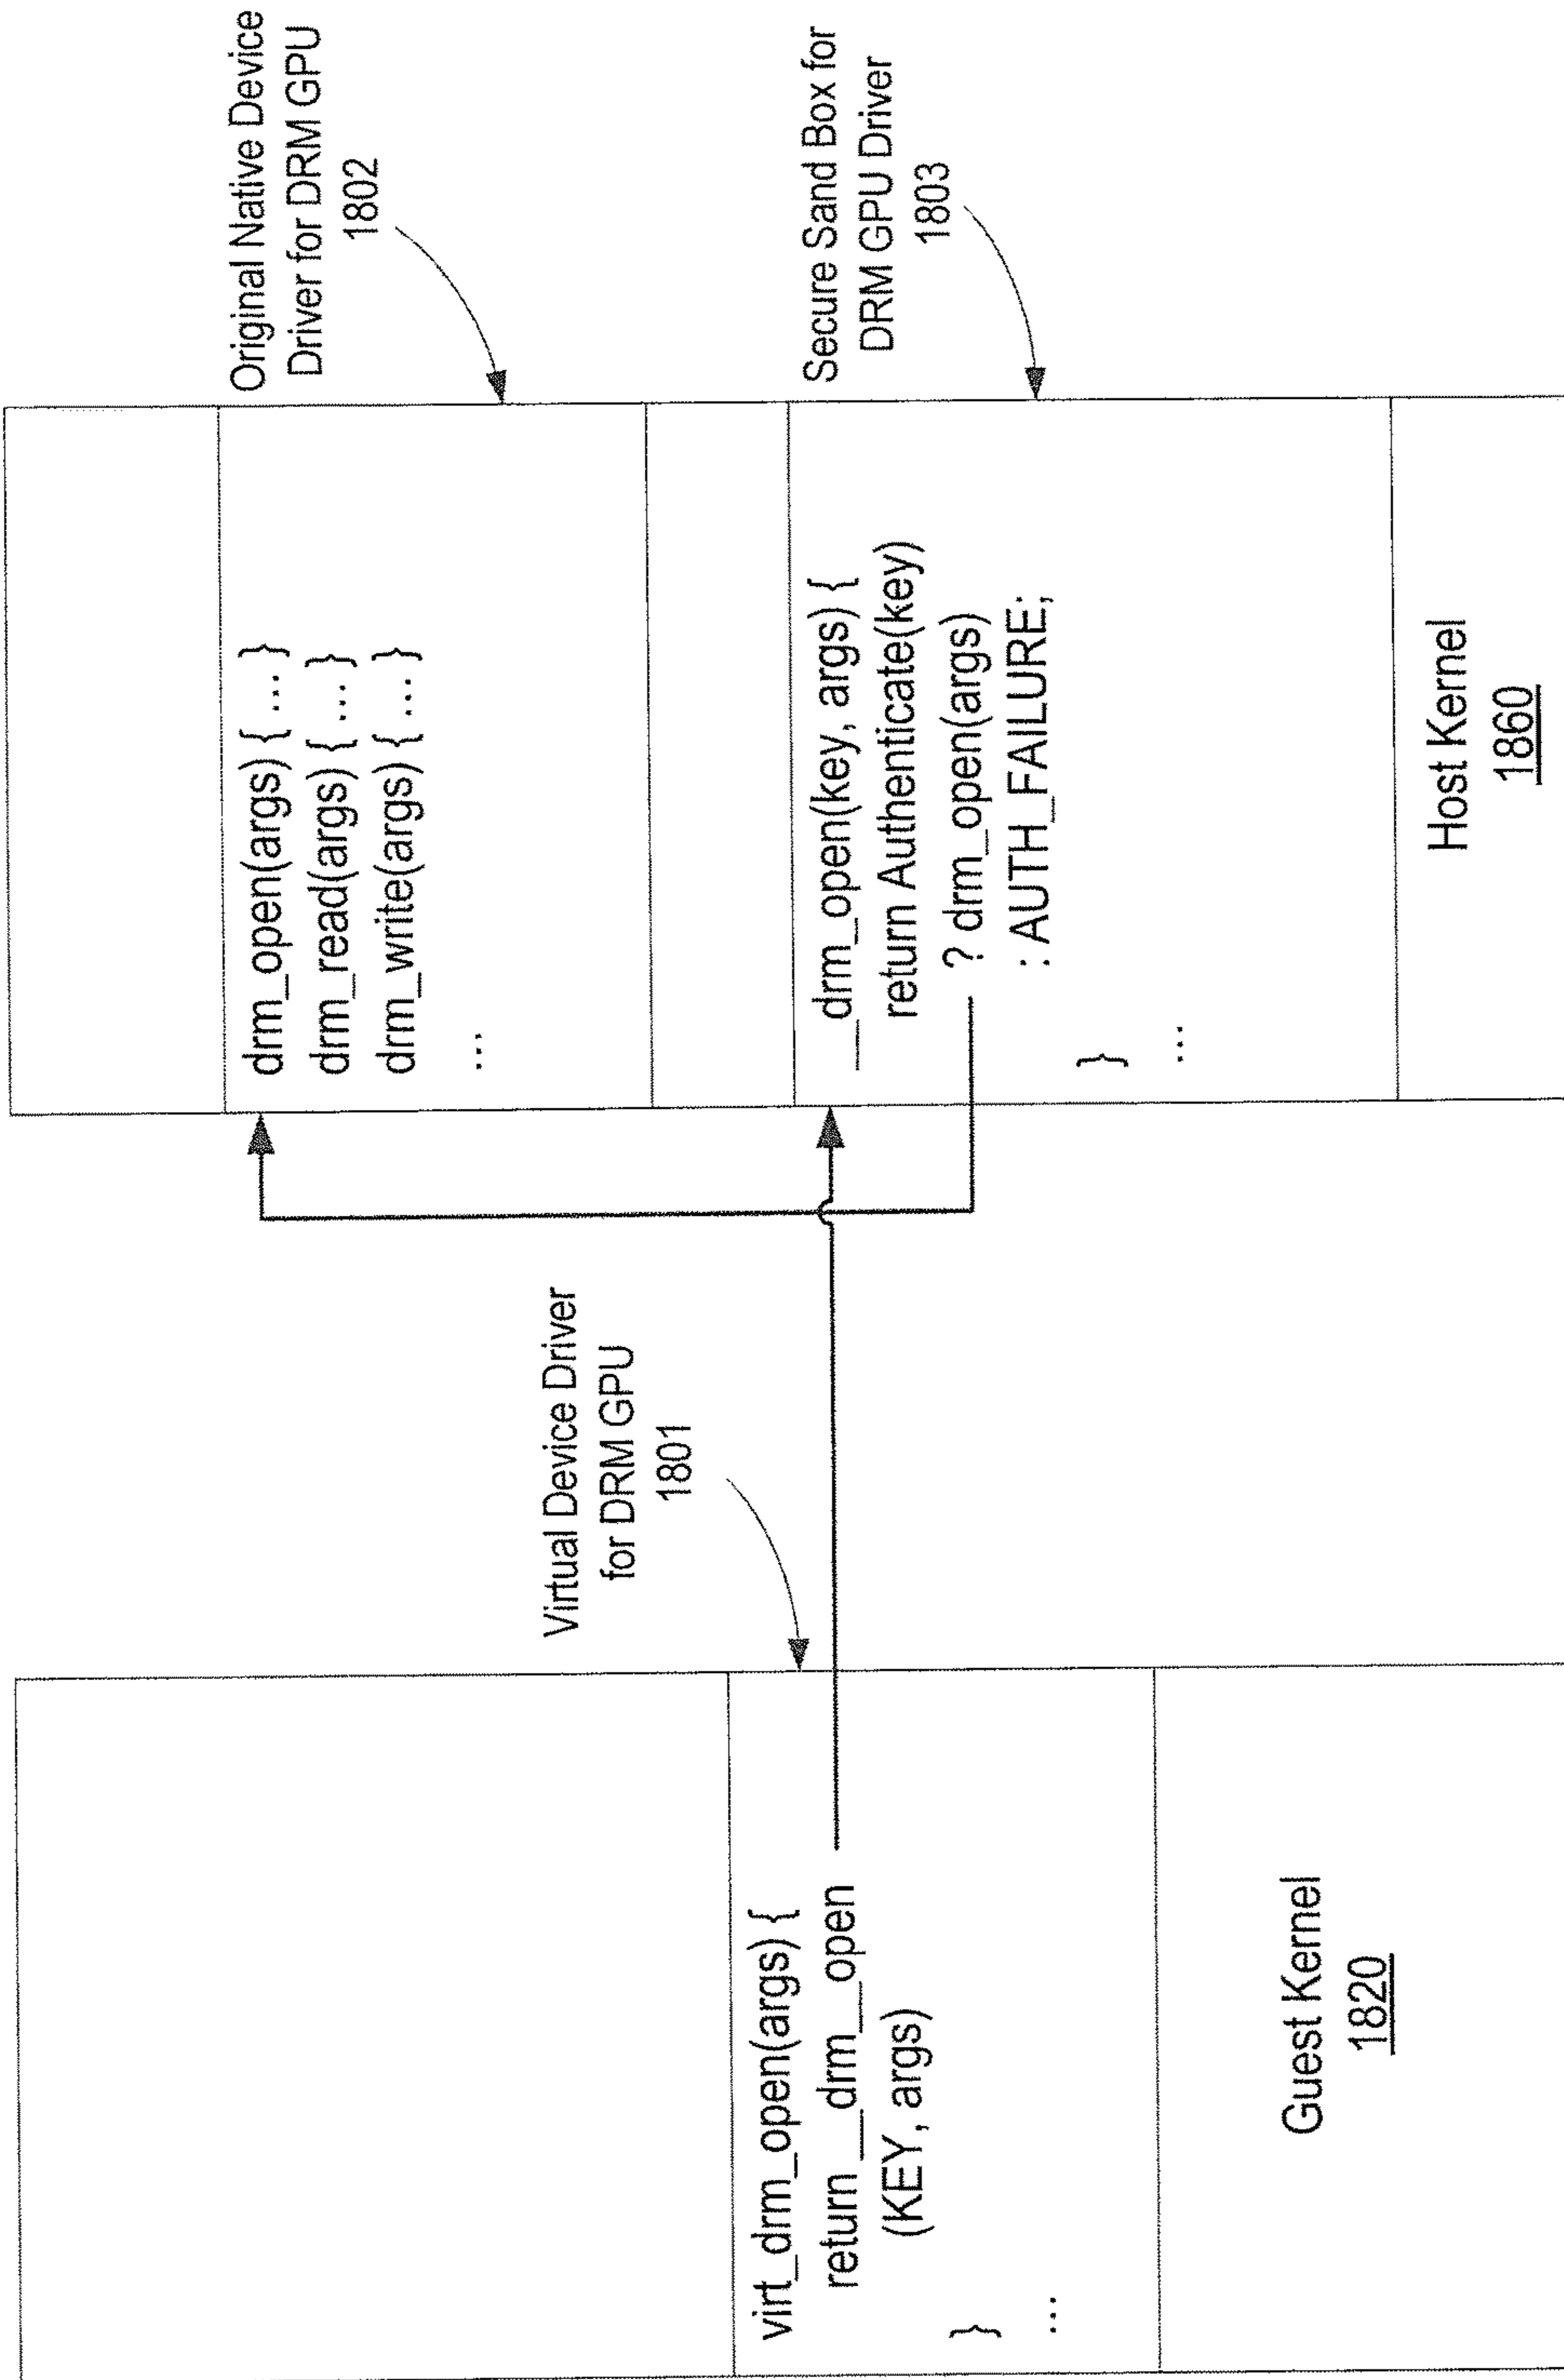 Original Native Device
Driver for DRM GPU
1802
drm_open(args) { ... }
drm_read(args) { ... }
drm_write(args) { ... }
...
Secure Sand Box for
DRM GPU Driver
1803
__drm_open(key, args) {
return Authenticate(key)
? drm_open(args)
: AUTH_FAILURE;
}
...
Host Kernel
1860
Virtual Device Driver
for DRM GPU
1801
virt_drm_open(args) {
return __drm_open
(KEY, args)
}
...
Guest Kernel
1820